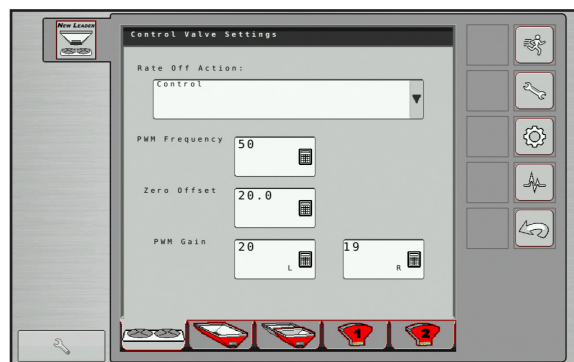 NEW LEADER
Control Valve Settings
Rate Off Action:
Control
PWM Frequency
50
Zero Offset
20.0
PWM Gain
20
L
19
R
1
2